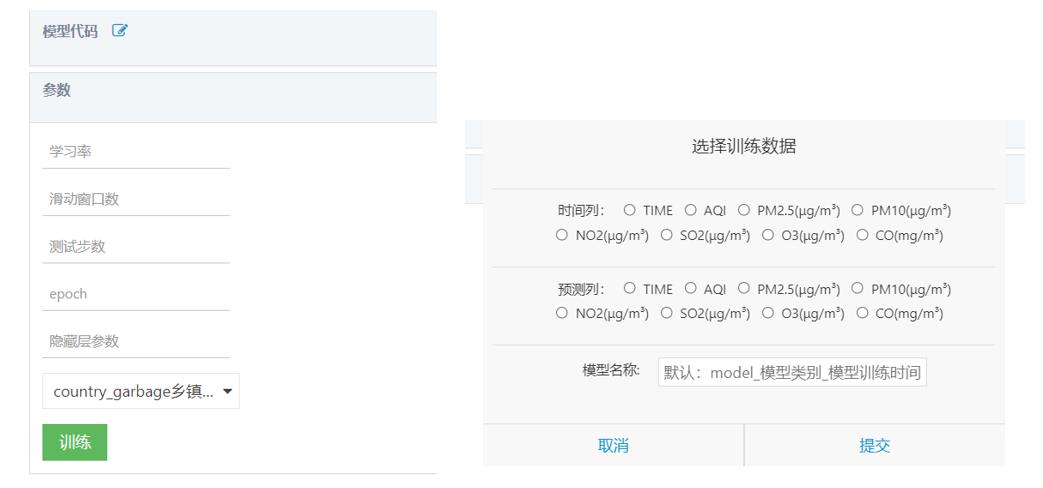 模型代码
参数
学习率
滑动窗口数
测试步数
epoch
隐藏层参数
country_garbage乡镇...
训练
选择训练数据
时间列： TIME AQI PM2.5(μg/m³) PM10(μg/m³)
NO2(μg/m³) SO2(μg/m³) O3(μg/m³) CO(mg/m³)
预测列： TIME AQI PM2.5(μg/m³) PM10(μg/m³)
NO2(μg/m³) SO2(μg/m³) O3(μg/m³) CO(mg/m³)
模型名称: 默认：model_模型类别_模型训练时间
取消 提交